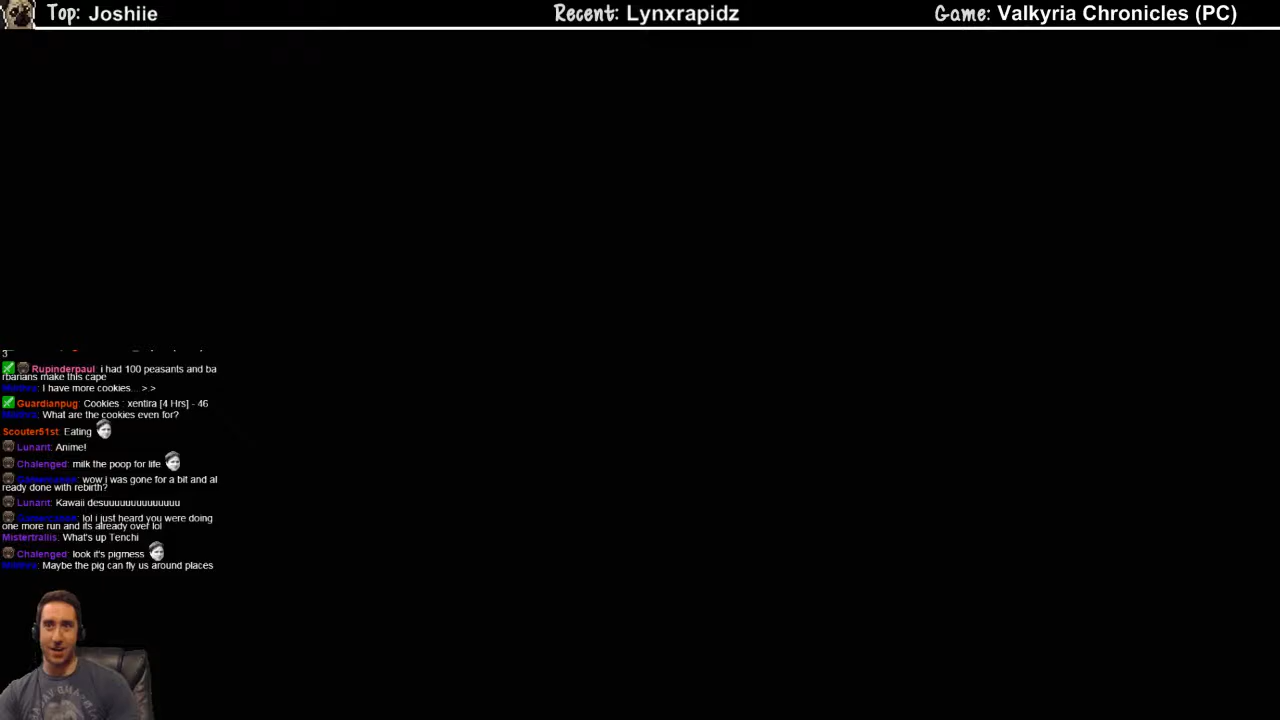 Top: Joshiie
Recent: Lynxrapidz
Game: Valkyria Chronicles (PC)
3
Rupinderpaul i had 100 peasants and ba
rbarians make this cape
: I have more cookies... > >
Guardianpug: Cookies : xentira [4 Hrs] - 46
: What are the cookies even for?
Scouter51st: Eating
Lunarit: Anime!
Chalenged: milk the poop for life
: wow i was gone for a bit and al
ready done with rebirth?
Lunarit: Kawaii desuuuuuuuuuuuuu
: lol i just heard you were doing
one more run and its already over lol
Mistertrallis: What's up Tenchi
Chalenged: look it's pigmess
: Maybe the pig can fly us around places